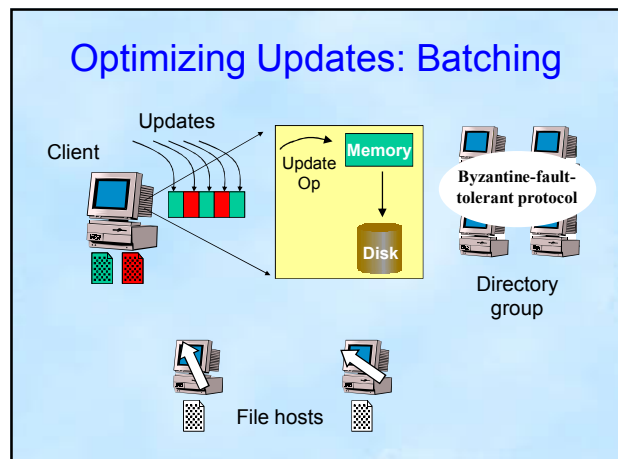 Optimizing Updates: Batching
Updates
Client
Update
Op
Memory
Disk
Byzantine-fault-
tolerant protocol
Directory
group
File hosts